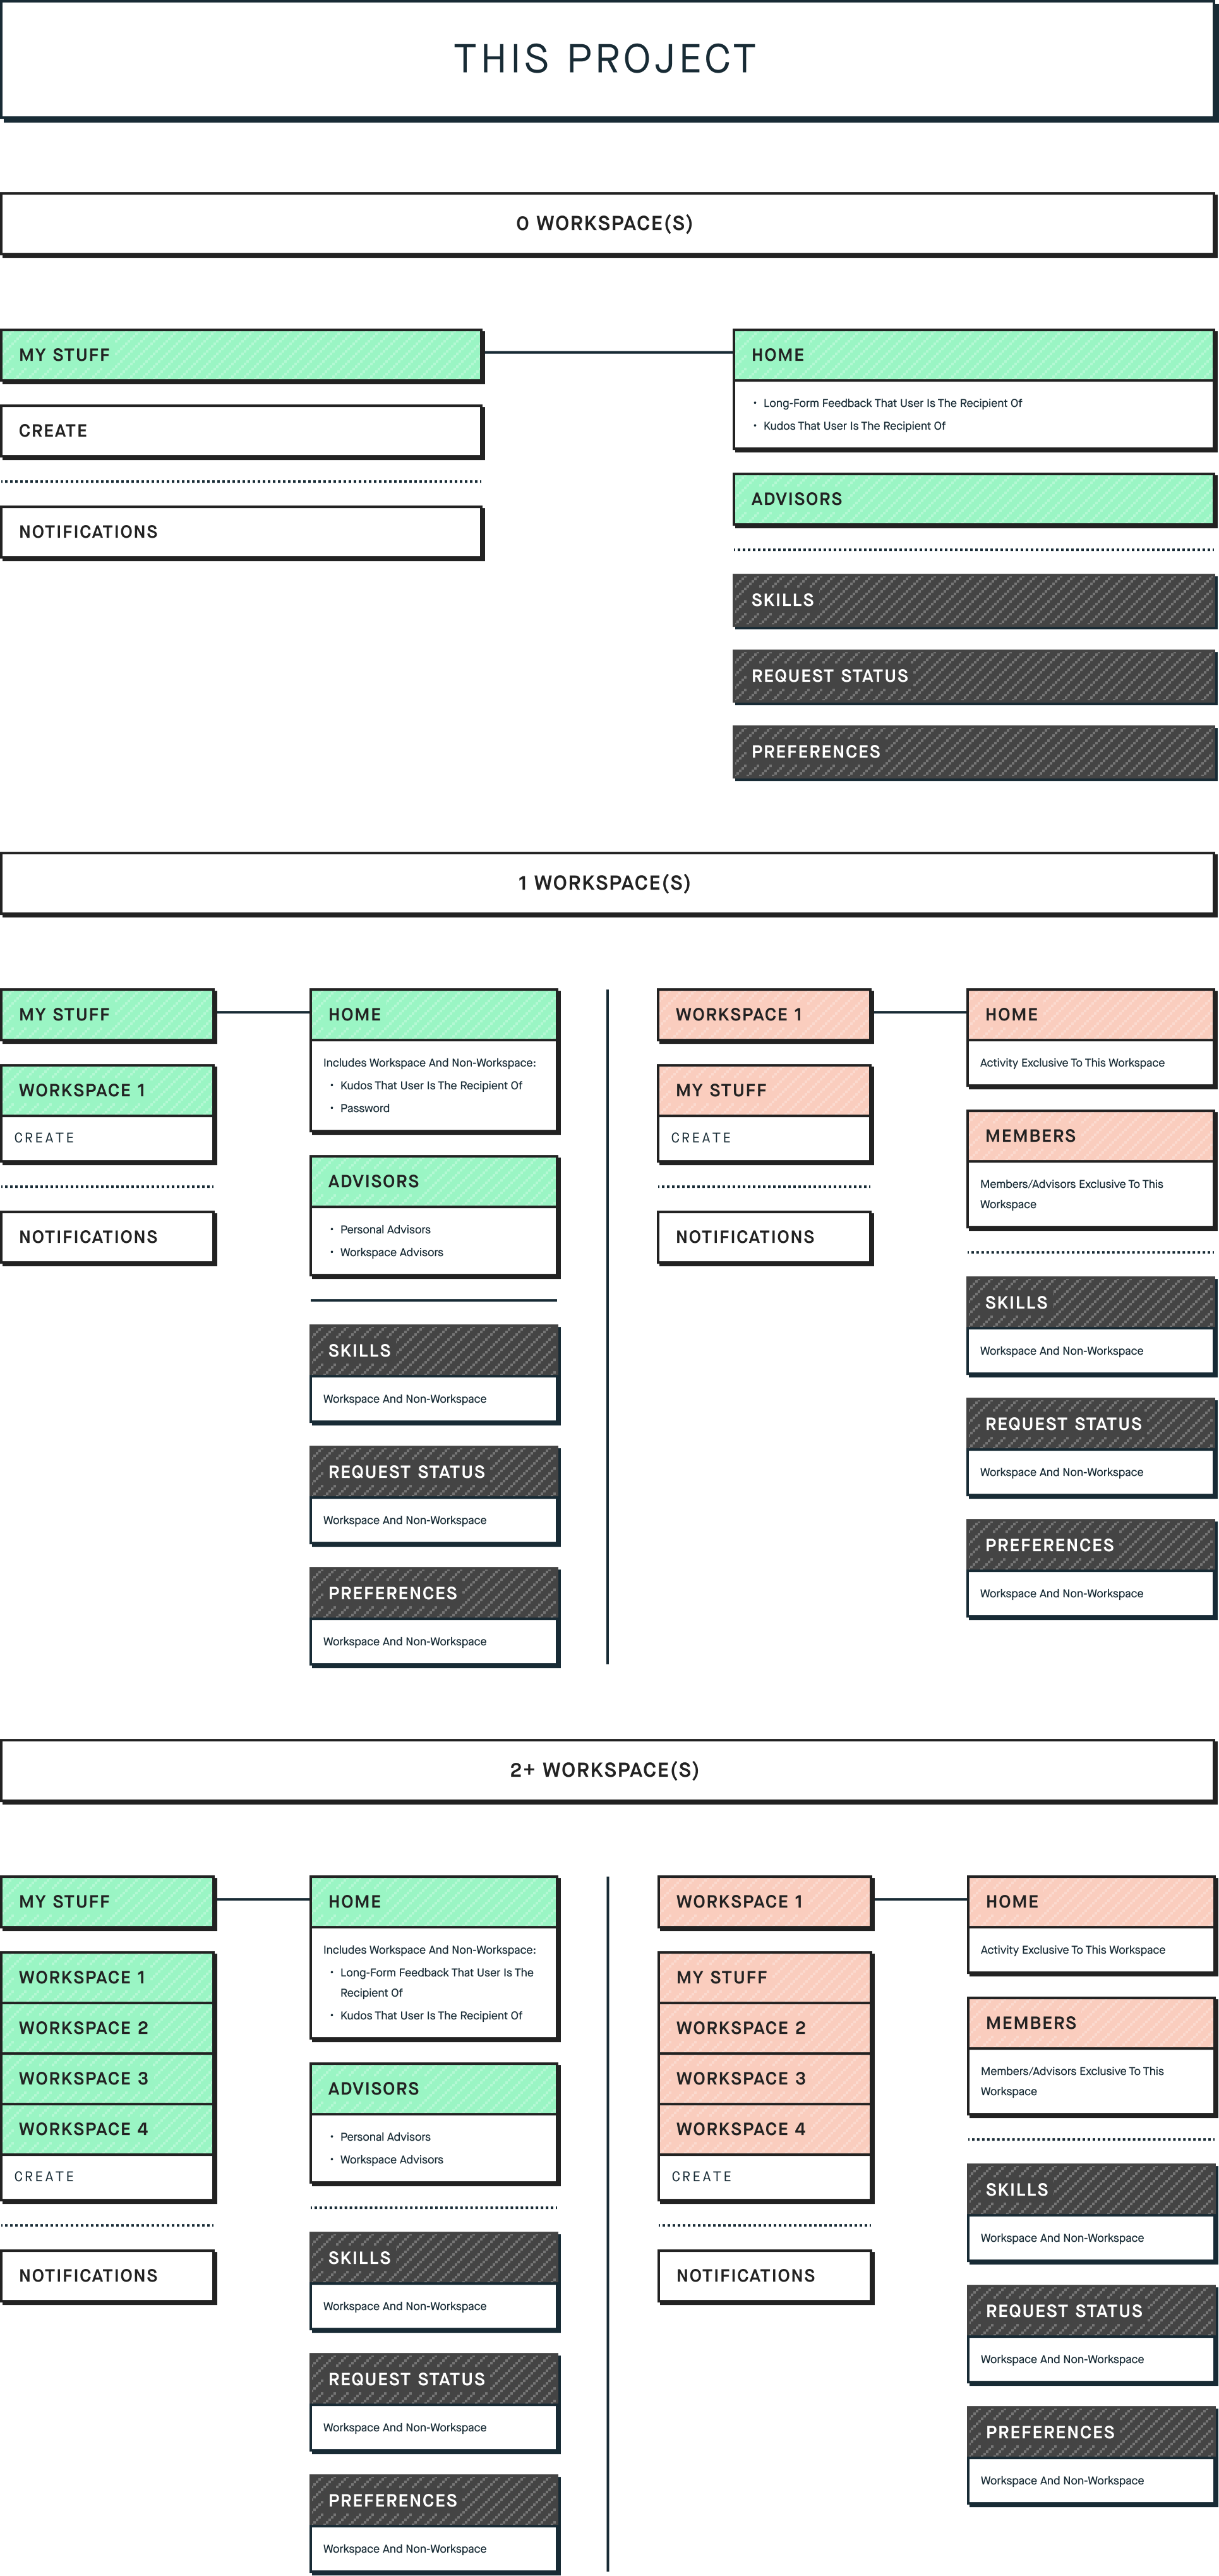 THIS PROJECT
0 WORKSPACE(S)
MY STUFF
CREATE
NOTIFICATIONS
HOME
• Long-Form Feedback That User Is The Recipient Of
• Kudos That User Is The Recipient Of
ADVISORS
SKILLS
REQUEST STATUS
PREFERENCES
1 WORKSPACE(S)
MY STUFF
WORKSPACE 1
CREATE
NOTIFICATIONS
HOME
Includes Workspace And Non-Workspace:
• Kudos That User Is The Recipient Of
• Password
ADVISORS
• Personal Advisors
• Workspace Advisors
SKILLS
Workspace And Non-Workspace
REQUEST STATUS
Workspace And Non-Workspace
PREFERENCES
Workspace And Non-Workspace
WORKSPACE 1
MY STUFF
CREATE
NOTIFICATIONS
HOME
Activity Exclusive To This Workspace
MEMBERS
Members/Advisors Exclusive To This
Workspace
SKILLS
Workspace And Non-Workspace
REQUEST STATUS
Workspace And Non-Workspace
PREFERENCES
Workspace And Non-Workspace
2+ WORKSPACE(S)
MY STUFF
WORKSPACE 1
WORKSPACE 2
WORKSPACE 3
WORKSPACE 4
CREATE
NOTIFICATIONS
HOME
Includes Workspace And Non-Workspace:
• Long-Form Feedback That User Is The
Recipient Of
• Kudos That User Is The Recipient Of
ADVISORS
• Personal Advisors
• Workspace Advisors
SKILLS
Workspace And Non-Workspace
REQUEST STATUS
Workspace And Non-Workspace
PREFERENCES
Workspace And Non-Workspace
WORKSPACE 1
MY STUFF
WORKSPACE 2
WORKSPACE 3
WORKSPACE 4
CREATE
NOTIFICATIONS
HOME
Activity Exclusive To This Workspace
MEMBERS
Members/Advisors Exclusive To This
Workspace
SKILLS
Workspace And Non-Workspace
REQUEST STATUS
Workspace And Non-Workspace
PREFERENCES
Workspace And Non-Workspace